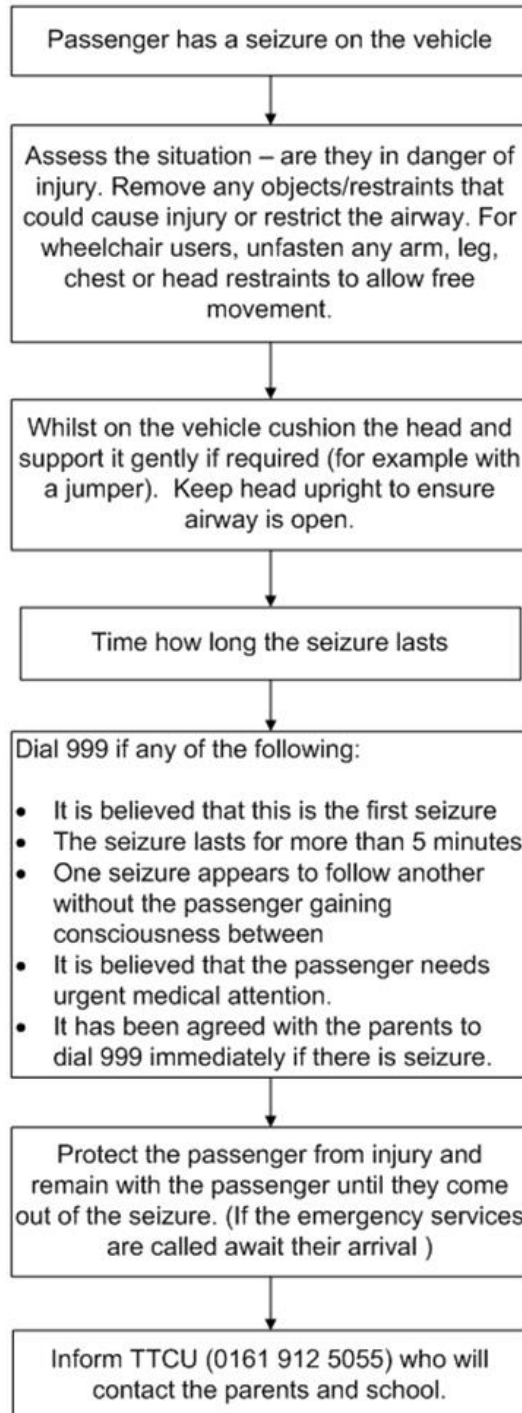 Passenger has a seizure on the vehicle
Assess the situation – are they in danger of
injury. Remove any objects/restraints that
could cause injury or restrict the airway. For
wheelchair users, unfasten any arm, leg,
chest or head restraints to allow free
movement.
Whilst on the vehicle cushion the head and
support it gently if required (for example with
a jumper).  Keep head upright to ensure
airway is open.
Time how long the seizure lasts
Dial 999 if any of the following:
• It is believed that this is the first seizure
• The seizure lasts for more than 5 minutes
• One seizure appears to follow another
without the passenger gaining
consciousness between
• It is believed that the passenger needs
urgent medical attention.
• It has been agreed with the parents to
dial 999 immediately if there is seizure.
Protect the passenger from injury and
remain with the passenger until they come
out of the seizure. (If the emergency services
are called await their arrival )
Inform TTCU (0161 912 5055) who will
contact the parents and school.